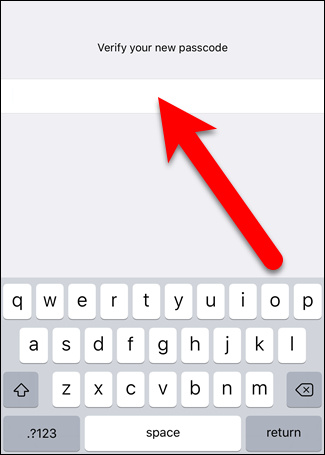 Verify your new passcode
q w e r t y u i o p
a s d f g h j k l
z x c v b n m
.?123 space return